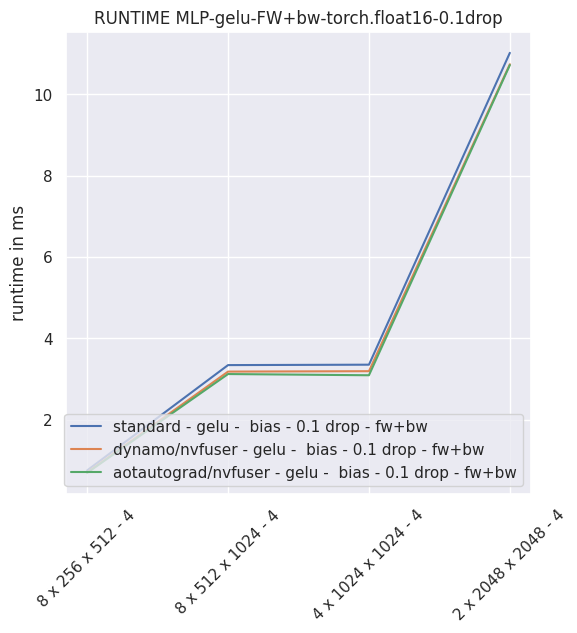 RUNTIME MLP-gelu-FW+bw-torch.float16-0.1drop
runtime in ms
10
8
6
4
2
standard - gelu -  bias - 0.1 drop - fw+bw
dynamo/nvfuser - gelu -  bias - 0.1 drop - fw+bw
aotautograd/nvfuser - gelu -  bias - 0.1 drop - fw+bw
8 x 256 x 512 - 4
8 x 512 x 1024 - 4
4 x 1024 x 1024 - 4
2 x 2048 x 2048 - 4